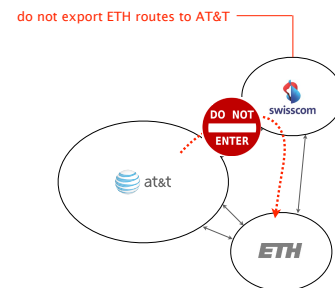 do not export ETH routes to AT&T
swisscom
DO NOT
ENTER
at&t
ETH